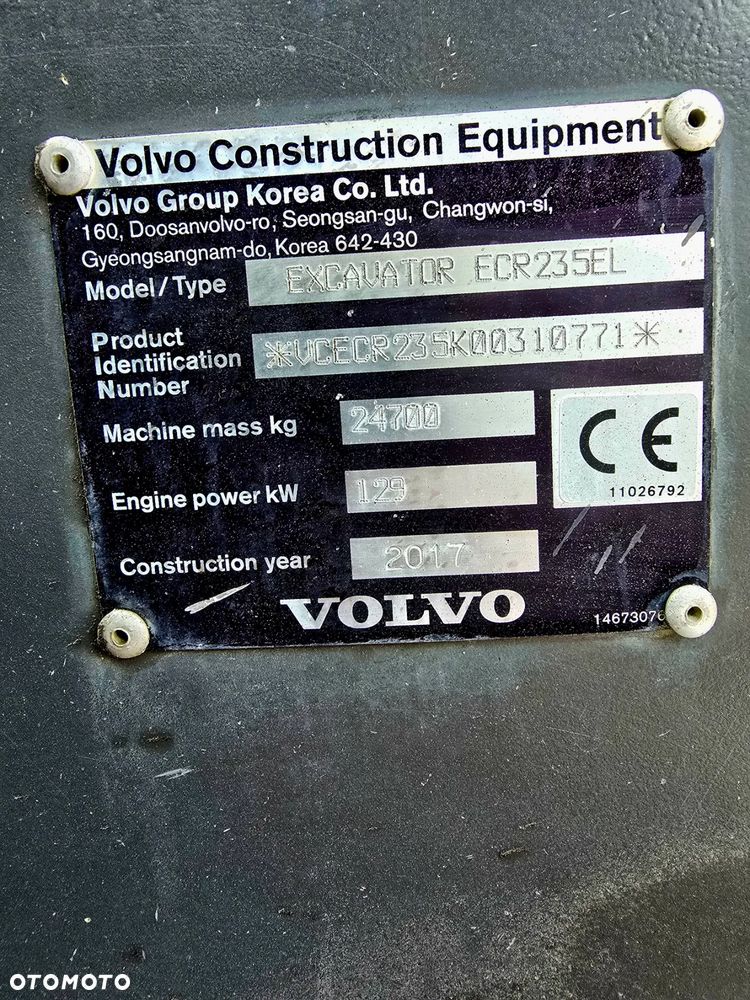 Volvo Construction Equipment
Volvo Group Korea Co. Ltd.
160, Doosanvolvo-ro, Seongsan-gu, Changwon-si,
Gyeongsangnam-do, Korea 642-430
Model/Type EXCAVATOR ECR235EL
Product
Identification
Number
*VCECR235K00310771*
Machine mass kg 24700
Engine power kW 129
CE
11026792
Construction year 2017
VOLVO
OTOMOTO